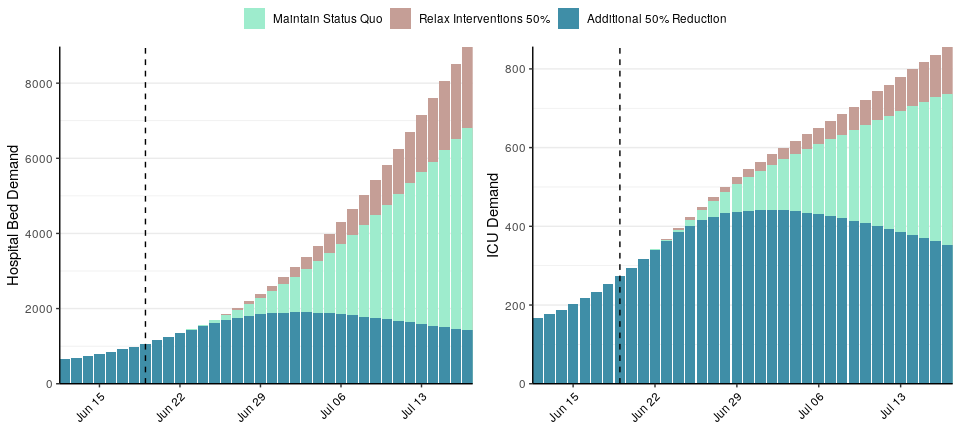 Maintain Status Quo Relax Interventions 50% Additional 50% Reduction
Hospital Bed Demand
8000
6000
4000
2000
0
Jun 15 Jun 22 Jun 29 Jul 06 Jul 13
ICU Demand
800
600
400
200
0
Jun 15 Jun 22 Jun 29 Jul 06 Jul 13